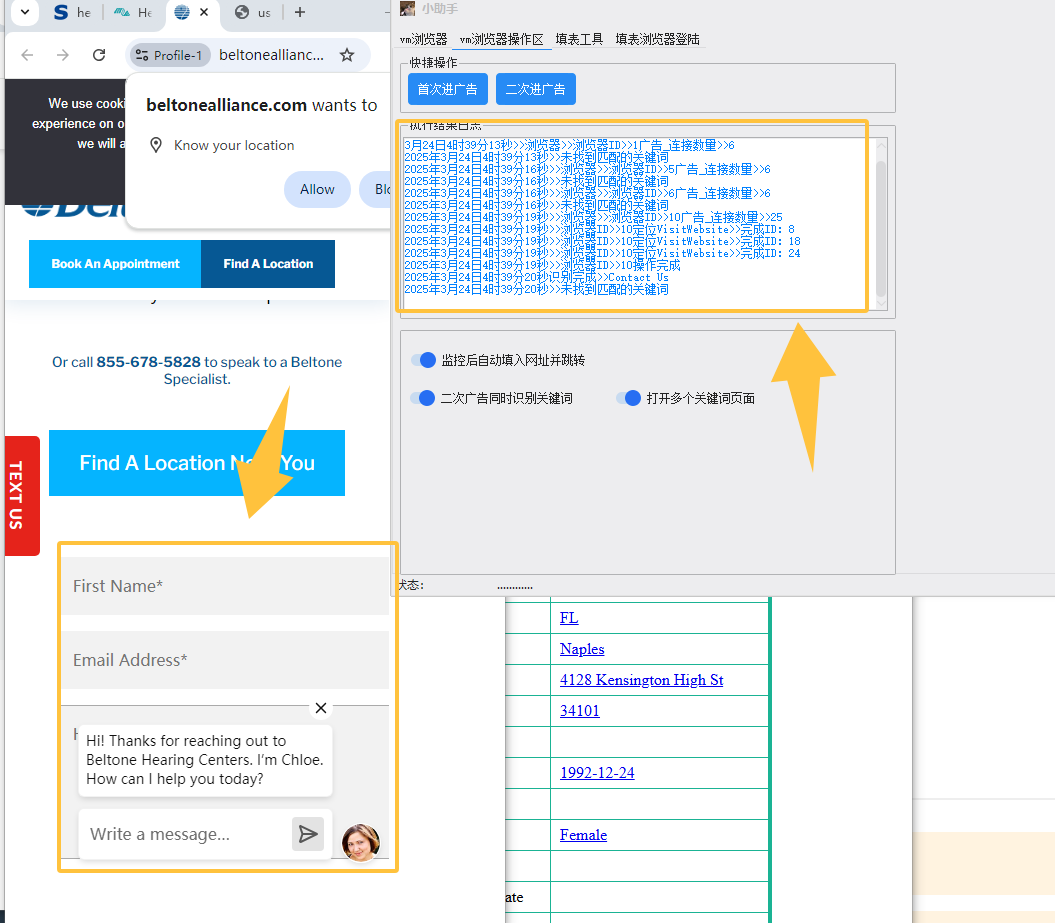 he
He
us
Profile-1
beltonealliance.com...
We use cooki
experience on o
we will a
beltonealliance.com wants to
Know your location
Allow
Blo
Book An Appointment
Find A Location
Or call 855-678-5828 to speak to a Beltone
Specialist.
Find A Location Near You
TEXT US
First Name*
Email Address*
Hi! Thanks for reaching out to
Beltone Hearing Centers. I'm Chloe.
How can I help you today?
Write a message...
小助手
vm浏览器
vm浏览器操作区
填表工具
填表浏览器登陆
快捷操作
首次进广告
二次进广告
执行结果日志
3月24日4时39分13秒>>浏览器>>浏览器ID>>1广告_连接数量>>6
2025年3月24日4时39分13秒>>未找到匹配的关键词
2025年3月24日4时39分16秒>>浏览器>>浏览器ID>>5广告_连接数量>>6
2025年3月24日4时39分16秒>>未找到匹配的关键词
2025年3月24日4时39分16秒>>浏览器>>浏览器ID>>6广告_连接数量>>6
2025年3月24日4时39分16秒>>未找到匹配的关键词
2025年3月24日4时39分19秒>>浏览器>>浏览器ID>>10广告_连接数量>>25
2025年3月24日4时39分19秒>>浏览器ID>>10定位VisitWebsite>>完成ID: 8
2025年3月24日4时39分19秒>>浏览器ID>>10定位VisitWebsite>>完成ID: 18
2025年3月24日4时39分19秒>>浏览器ID>>10定位VisitWebsite>>完成ID: 24
2025年3月24日4时39分19秒>>浏览器ID>>10操作完成
2025年3月24日4时39分20秒识别完成>>Contact Us
2025年3月24日4时39分20秒>>未找到匹配的关键词
监控后自动填入网址并跳转
二次广告同时识别关键词
打开多个关键词页面
状态:
............
FL
Naples
4128 Kensington High St
34101
1992-12-24
Female
ate